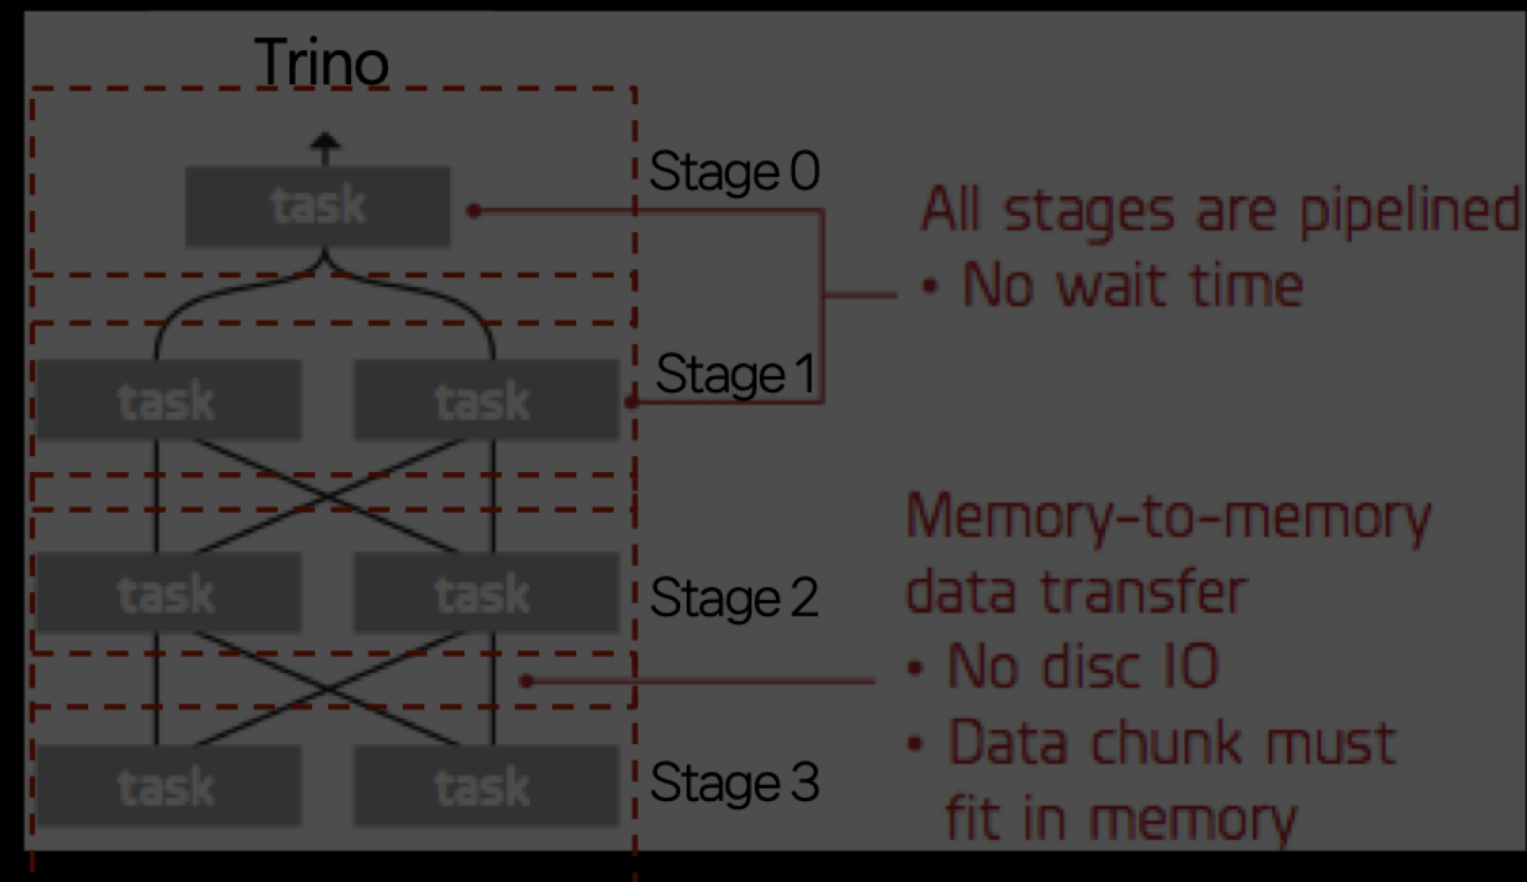 Trino
task
Stage 0
All stages are pipelined
• No wait time
task
task
Stage 1
Memory-to-memory
data transfer
• No disc IO
• Data chunk must
fit in memory
task
task
Stage 2
task
task
Stage 3